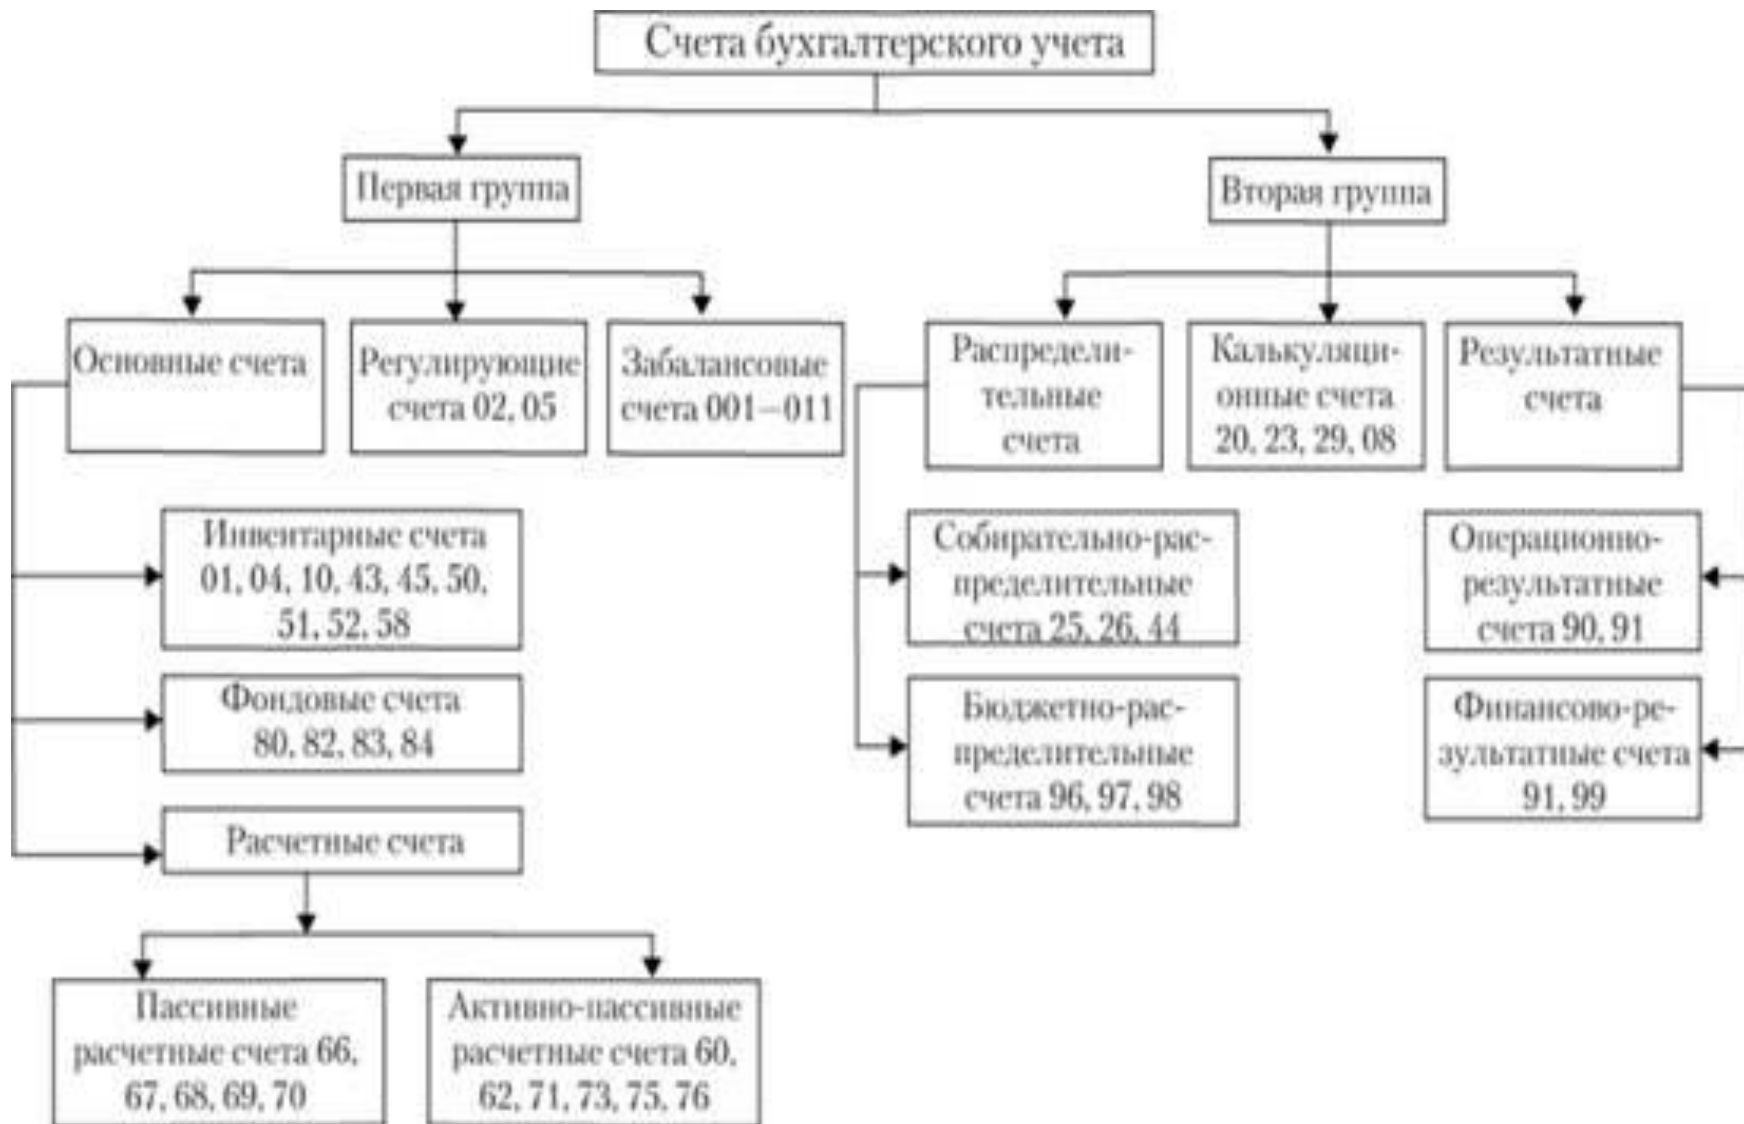 Счета бухгалтерского учета
Первая группа
Вторая группа
Основные счета
Регулирующие
счета 02, 05
Забалансовые
счета 001—011
Распредели-
тельные
счета
Калькуляци-
онные счета
20, 23, 29, 08
Результатные
счета
Инвентарные счета
01, 04, 10, 43, 45, 50,
51, 52, 58
Фондовые счета
80, 82, 83, 84
Расчетные счета
Пассивные
расчетные счета 66,
67, 68, 69, 70
Активно-пассивные
расчетные счета 60,
62, 71, 73, 75, 76
Собирательно-рас-
пределительные
счета 25, 26, 44
Бюджетно-рас-
пределительные
счета 96, 97, 98
Операционно-
результатные
счета 90, 91
Финансово-ре-
зультатные счета
91, 99